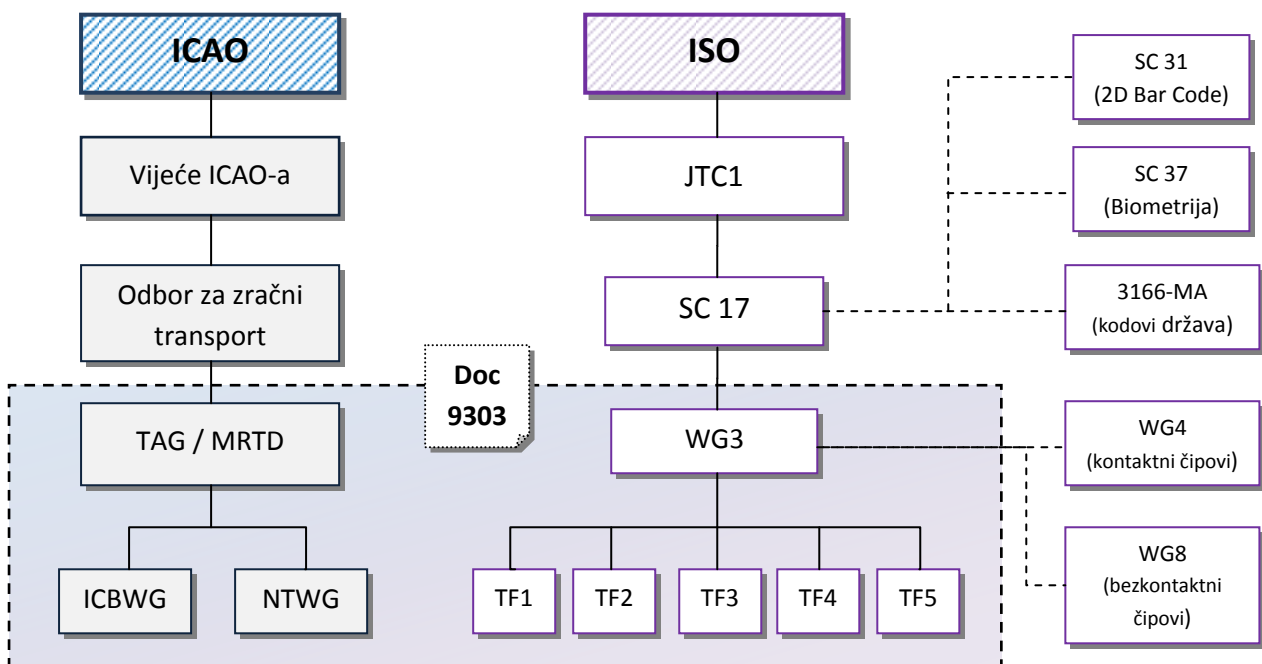 ICAO
ISO
SC 31
(2D Bar Code)
Vijeće ICAO-a
JTC1
SC 37
(Biometrija)
Odbor za zračni
transport
SC 17
3166-MA
(kodovi država)
Doc
9303
TAG / MRTD
WG3
WG4
(kontaktni čipovi)
ICBWG
NTWG
TF1
TF2
TF3
TF4
TF5
WG8
(bezkontaktni
čipovi)